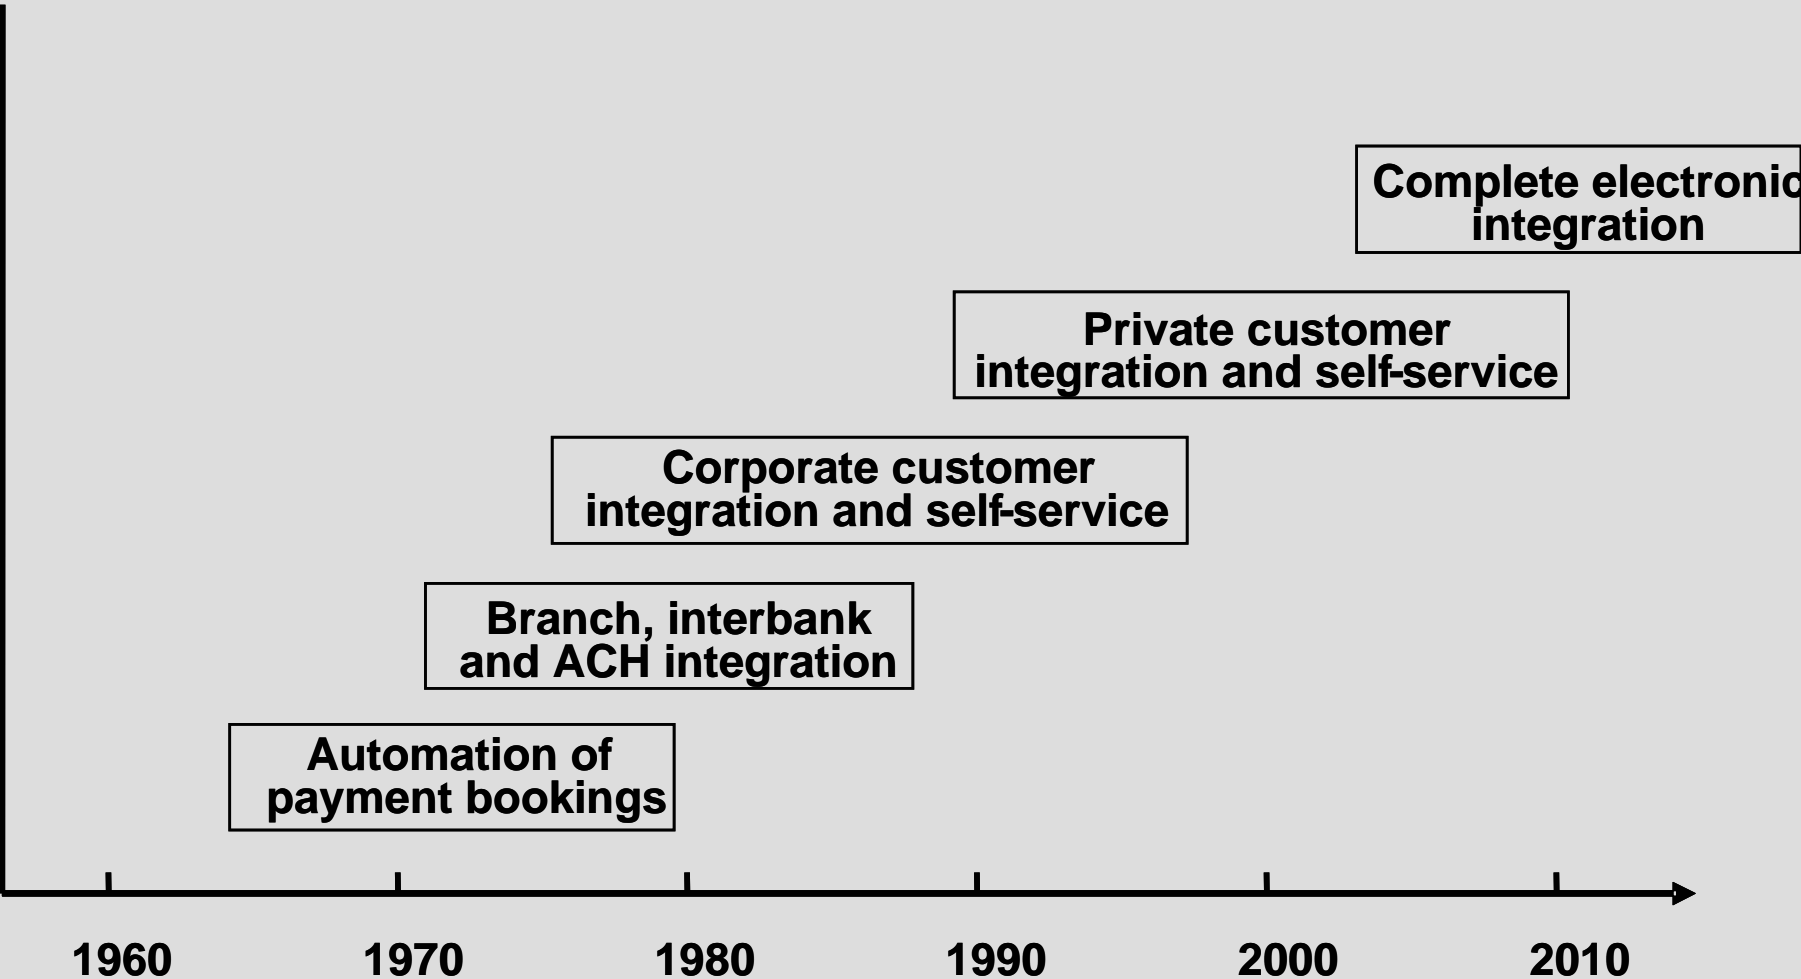 Complete electronic
integration
Private customer
integration and self-service
Corporate customer
integration and self-service
Branch, interbank
and ACH integration
Automation of
payment bookings
1960 1970 1980 1990 2000 2010